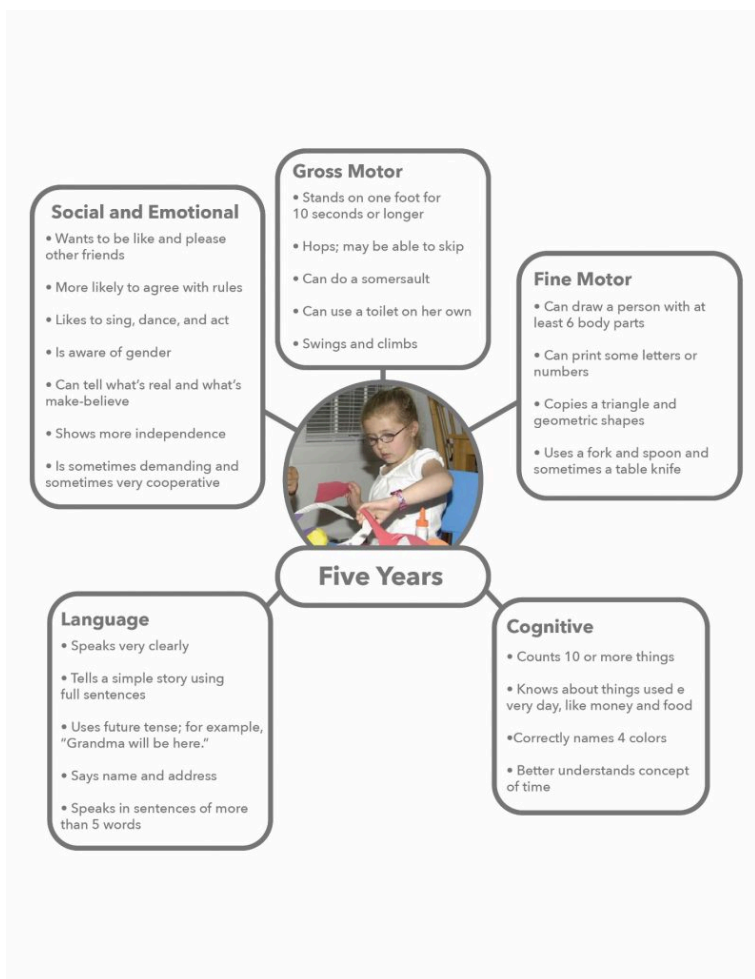 Gross Motor
• Stands on one foot for
10 seconds or longer
• Hops; may be able to skip
• Can do a somersault
• Can use a toilet on her own
• Swings and climbs
Social and Emotional
• Wants to be like and please
other friends
• More likely to agree with rules
• Likes to sing, dance, and act
• Is aware of gender
• Can tell what's real and what's
make-believe
• Shows more independence
• Is sometimes demanding and
sometimes very cooperative
Fine Motor
• Can draw a person with at
least 6 body parts
• Can print some letters or
numbers
• Copies a triangle and
geometric shapes
• Uses a fork and spoon and
sometimes a table knife
Five Years
Language
• Speaks very clearly
• Tells a simple story using
full sentences
• Uses future tense; for example,
"Grandma will be here."
• Says name and address
• Speaks in sentences of more
than 5 words
Cognitive
• Counts 10 or more things
• Knows about things used e
very day, like money and food
•Correctly names 4 colors
• Better understands concept
of time